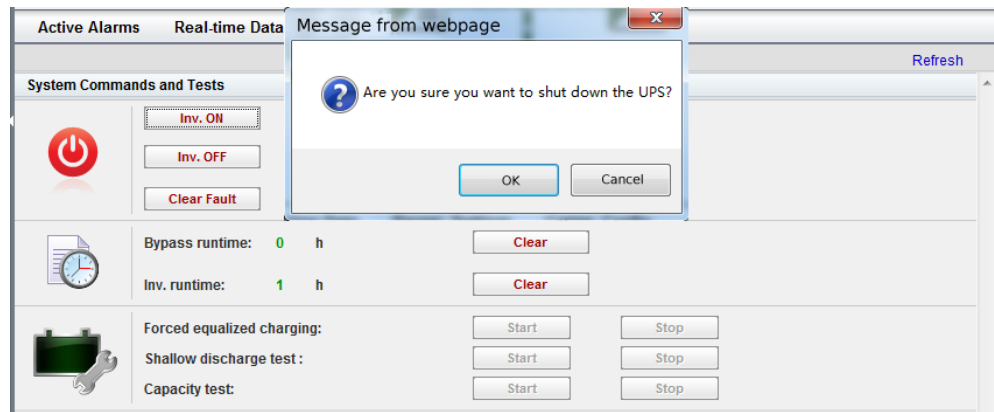 Active Alarms Real-time Data
Message from webpage
x
Refresh
System Commands and Tests
Are you sure you want to shut down the UPS?
Inv. ON
Inv. OFF
OK Cancel
Clear Fault
Bypass runtime: 0 h Clear
Inv. runtime: 1 h Clear
Forced equalized charging: Start Stop
Shallow discharge test : Start Stop
Capacity test: Start Stop